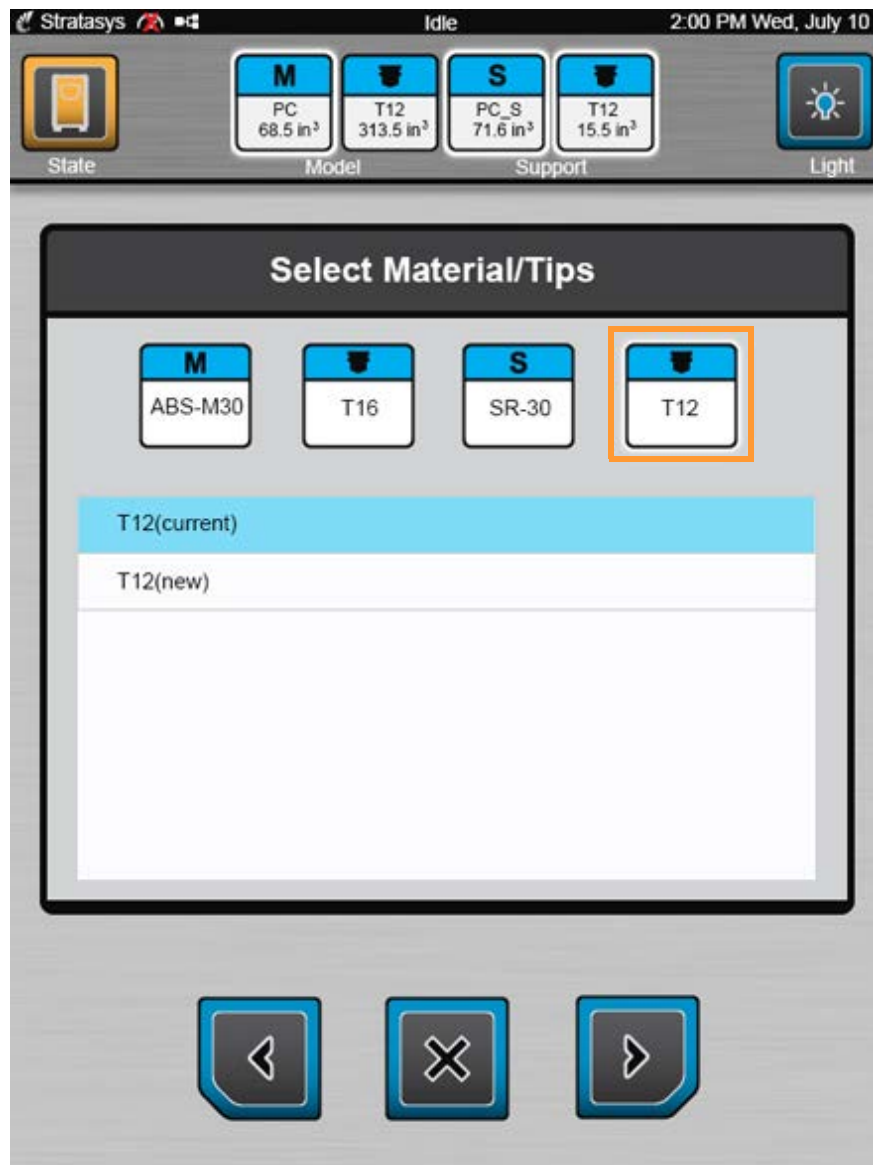 Stratasys Idle 2:00 PM Wed, July 10
M S
PC T12 PC_S T12
68.5 in³ 313.5 in³ 71.6 in³ 15.5 in³
State Model Support Light
Select Material/Tips
M S
ABS-M30 T16 SR-30 T12
T12(current)
T12(new)